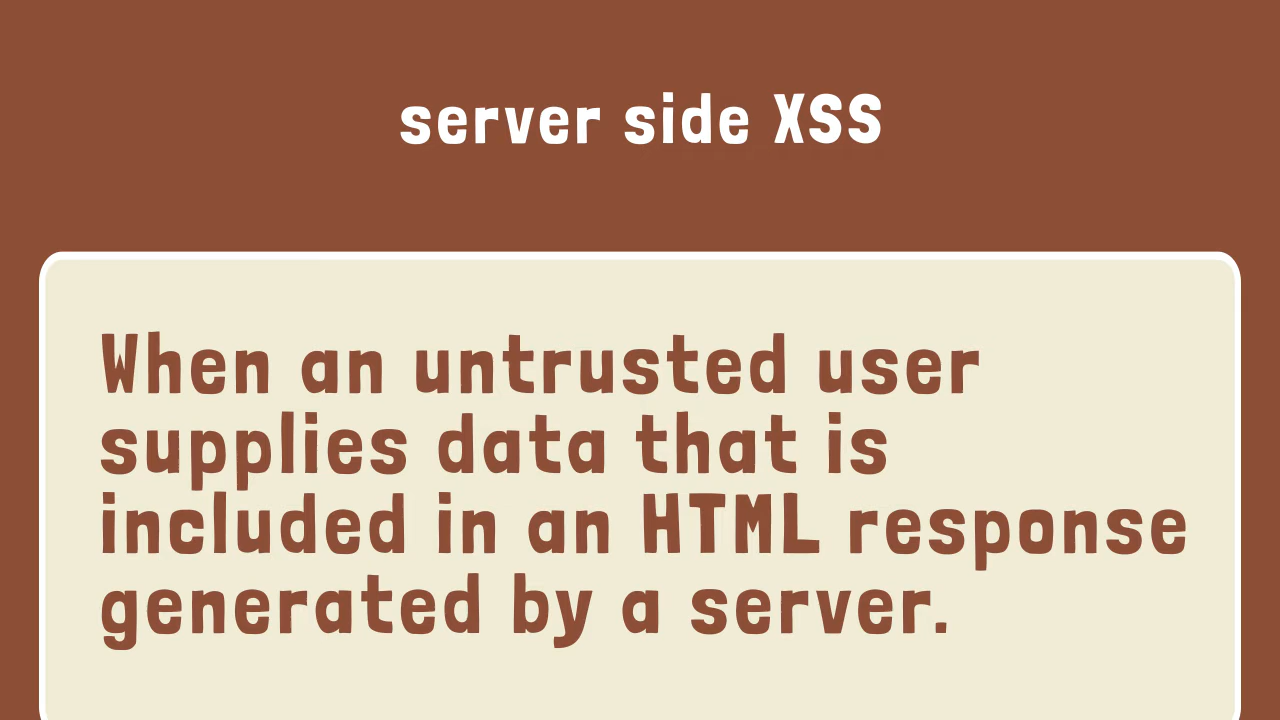 server side XSS
When an untrusted user
supplies data that is
included in an HTML response
generated by a server.